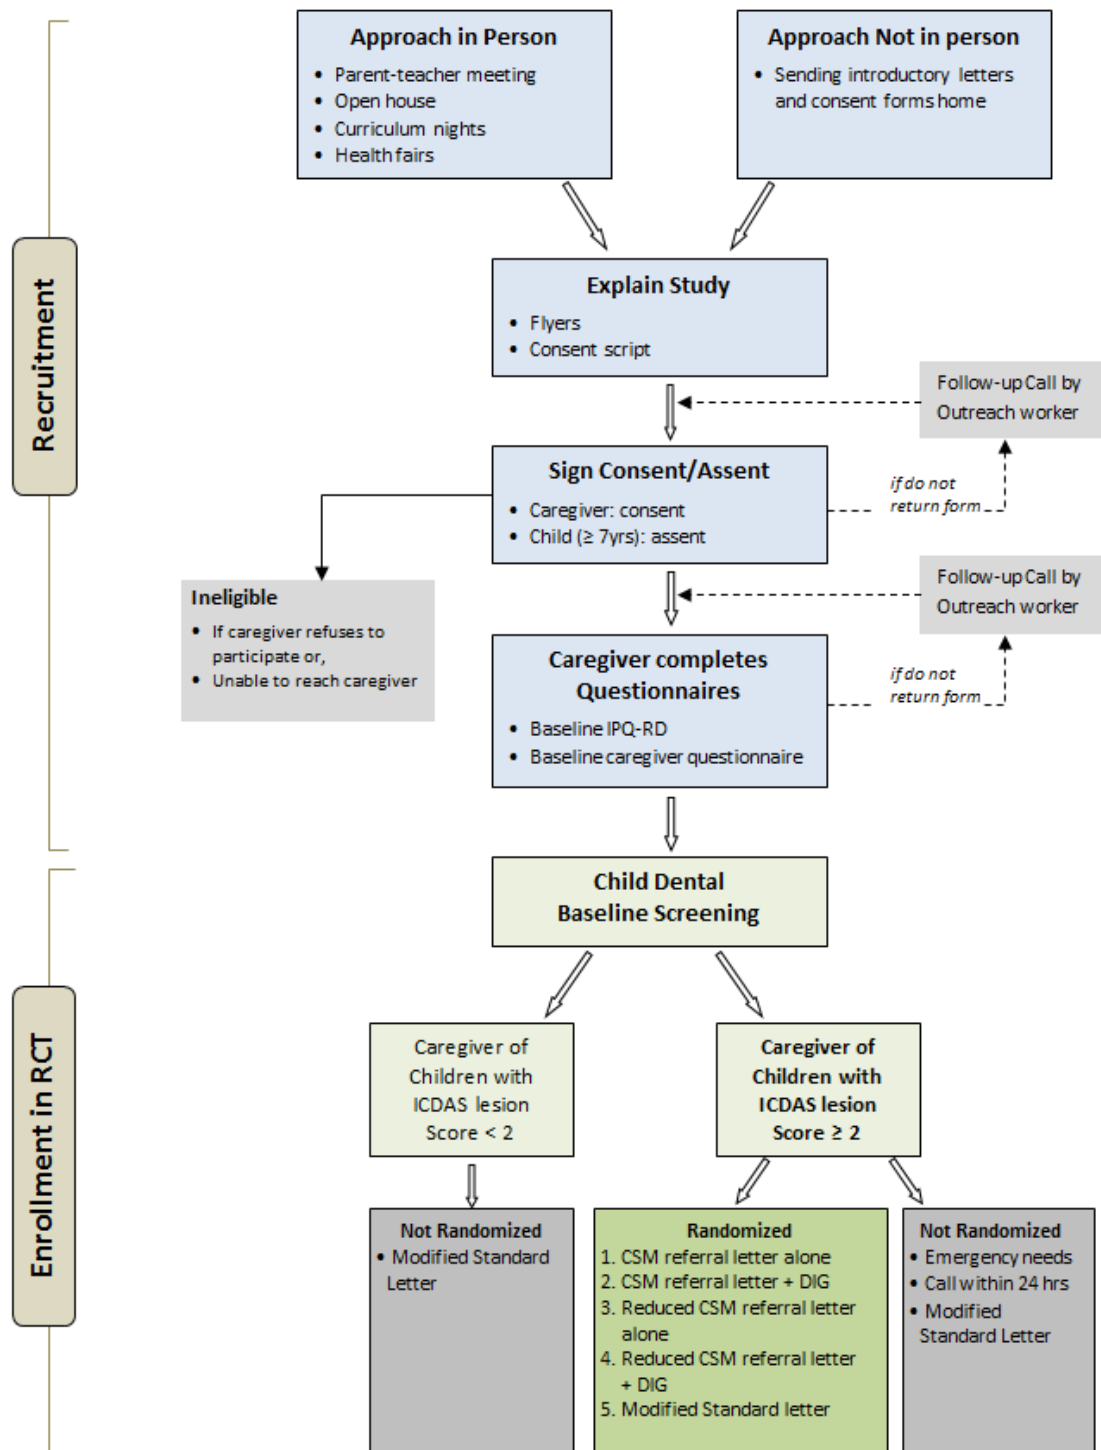 Approach in Person
• Parent-teacher meeting
• Open house
• Curriculum nights
• Health fairs
Approach Not in person
• Sending introductory letters
and consent forms home
Recruitment
Explain Study
• Flyers
• Consent script
Follow-up Call by
Outreach worker
Sign Consent/Assent
• Caregiver: consent
• Child (≥ 7yrs): assent
if do not
return form
Ineligible
• If caregiver refuses to
participate or,
• Unable to reach caregiver
Follow-up Call by
Outreach worker
Caregiver completes
Questionnaires
• Baseline IPQ-RD
• Baseline caregiver questionnaire
if do not
return form
Enrollment in RCT
Child Dental
Baseline Screening
Caregiver of
Children with
ICDAS lesion
Score < 2
Caregiver of
Children with
ICDAS lesion
Score ≥ 2
Not Randomized
• Modified Standard
Letter
Randomized
1. CSM referral letter alone
2. CSM referral letter + DIG
3. Reduced CSM referral letter
alone
4. Reduced CSM referral letter
+ DIG
5. Modified Standard letter
Not Randomized
• Emergency needs
• Call within 24 hrs
• Modified
Standard Letter